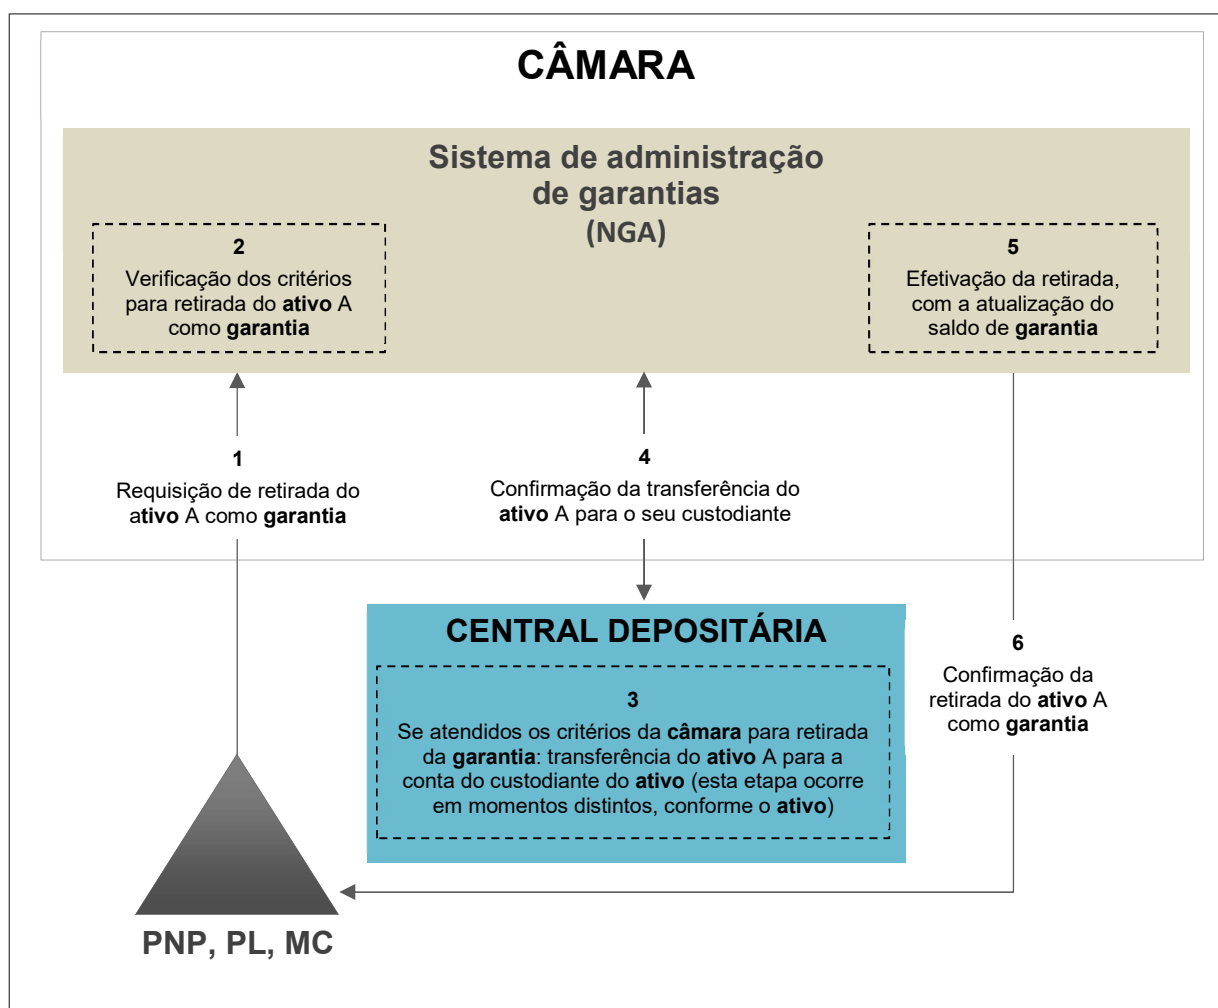 CÂMARA
Sistema de administração
de garantias
(NGA)
2
Verificação dos critérios
para retirada do ativo A
como garantia
5
Efetivação da retirada,
com a atualização do
saldo de garantia
1
Requisição de retirada do
ativo A como garantia
4
Confirmação da transferência do
ativo A para o seu custodiante
CENTRAL DEPOSITÁRIA
3
Se atendidos os critérios da câmara para retirada
da garantia: transferência do ativo A para a
conta do custodiante do ativo (esta etapa ocorre
em momentos distintos, conforme o ativo)
6
Confirmação da
retirada do ativo A
como garantia
PNP, PL, MC